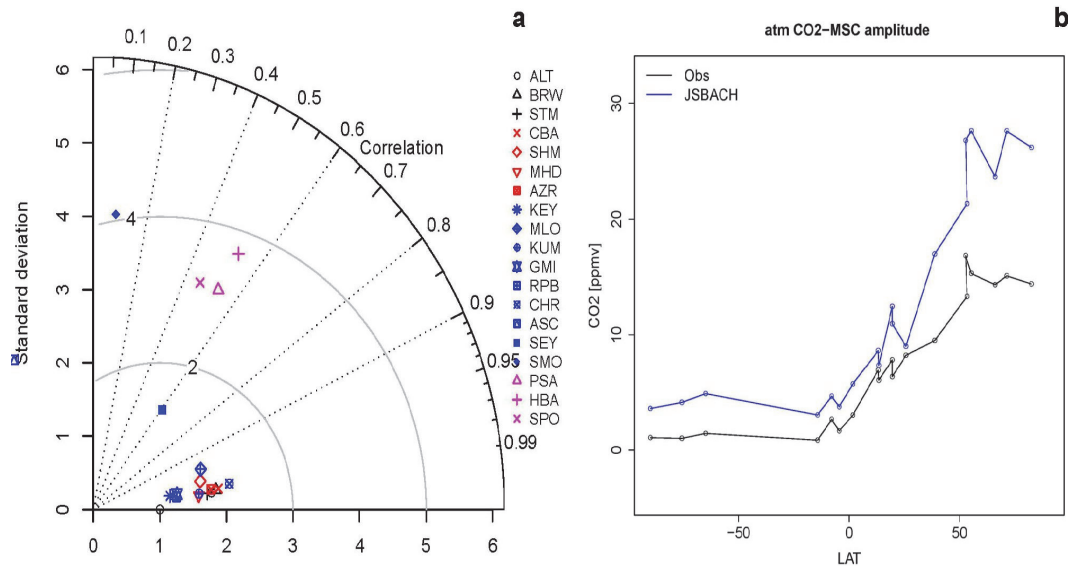 a
b
atm CO2−MSC amplitude
Standard deviation
0
1
2
3
4
5
6
0
1
2
3
4
5
6
0.1
0.2
0.3
0.4
0.5
0.6
Correlation
0.7
0.8
0.9
0.95
0.99
2
4
ALT
BRW
STM
CBA
SHM
MHD
AZR
KEY
MLO
KUM
GMI
RPB
CHR
ASC
SEY
SMO
PSA
HBA
SPO
Obs
JSBACH
CO2 [ppmv]
0
10
20
30
−50
0
50
LAT